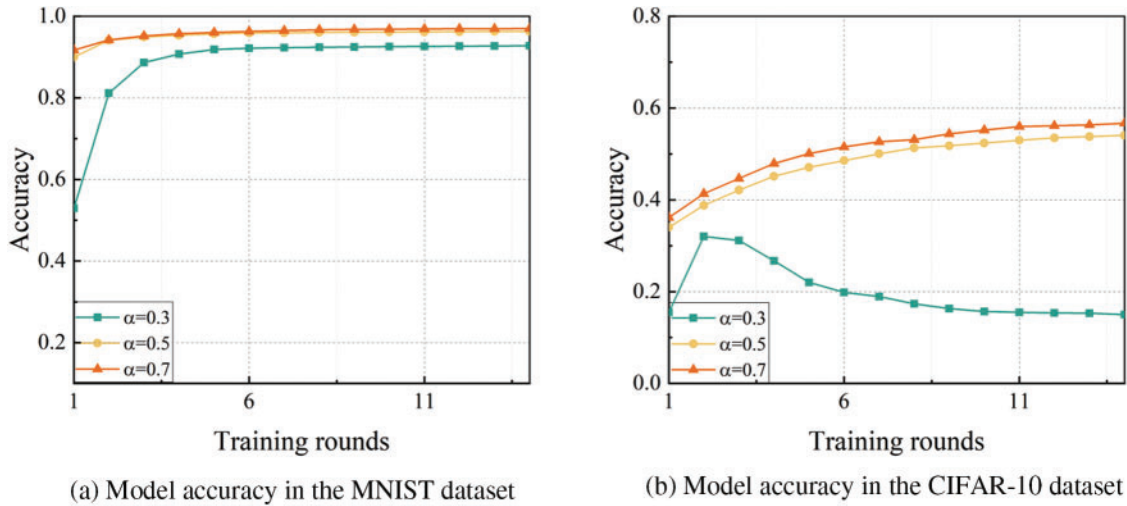 1.0
0.8
0.6
0.4
0.2
Accuracy
α=0.3
α=0.5
α=0.7
1 6 11
Training rounds
(a) Model accuracy in the MNIST dataset
0.8
0.6
0.4
0.2
0.0
Accuracy
α=0.3
α=0.5
α=0.7
1 6 11
Training rounds
(b) Model accuracy in the CIFAR-10 dataset